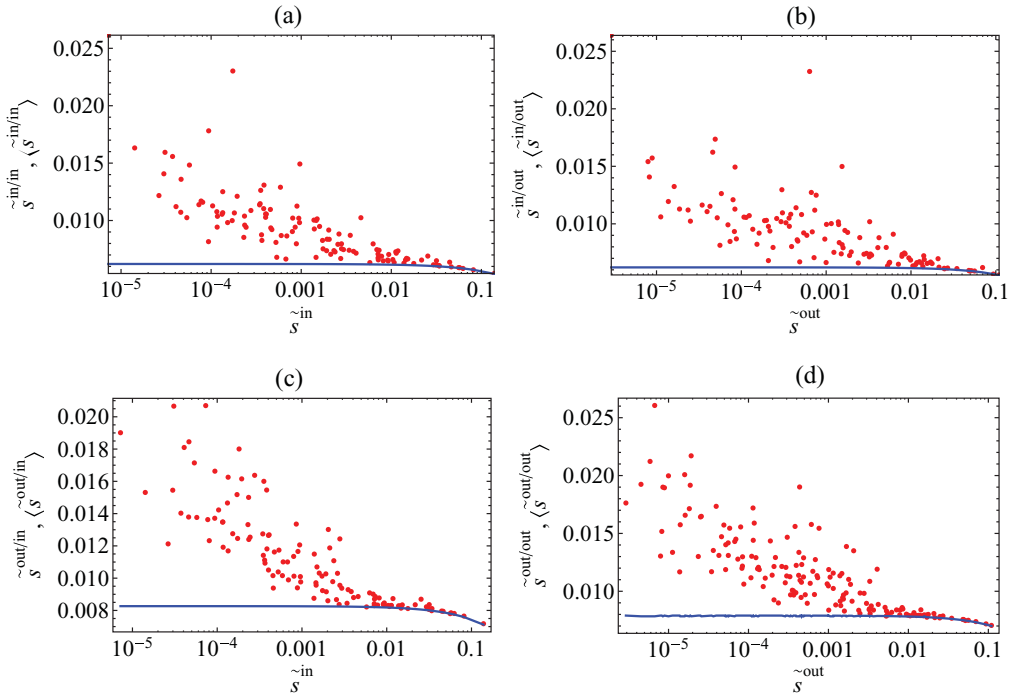 (a)
0.025
0.020
0.015
0.010
10⁻⁵ 10⁻⁴ 0.001 0.01 0.1
s̃ⁱⁿ
s̃ⁱⁿ/ⁱⁿ, ⟨s̃ⁱⁿ/ⁱⁿ⟩
(b)
0.025
0.020
0.015
0.010
10⁻⁵ 10⁻⁴ 0.001 0.01 0.1
s̃ᵒᵘᵗ
s̃ⁱⁿ/ᵒᵘᵗ, ⟨s̃ⁱⁿ/ᵒᵘᵗ⟩
(c)
0.020
0.018
0.016
0.014
0.012
0.010
0.008
10⁻⁵ 10⁻⁴ 0.001 0.01 0.1
s̃ⁱⁿ
s̃ᵒᵘᵗ/ⁱⁿ, ⟨s̃ᵒᵘᵗ/ⁱⁿ⟩
(d)
0.025
0.020
0.015
0.010
10⁻⁵ 10⁻⁴ 0.001 0.01 0.1
s̃ᵒᵘᵗ
s̃ᵒᵘᵗ/ᵒᵘᵗ, ⟨s̃ᵒᵘᵗ/ᵒᵘᵗ⟩